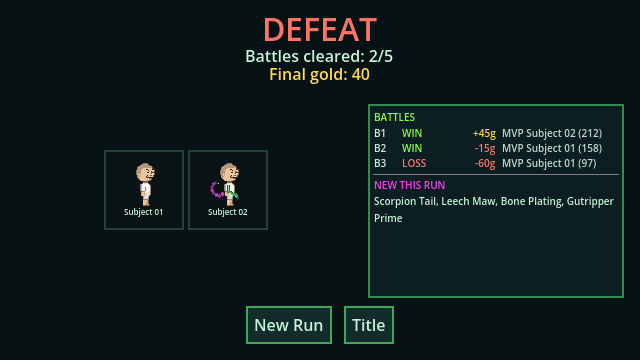 DEFEAT
Battles cleared: 2/5
Final gold: 40
Subject 01
Subject 02
BATTLES
B1 WIN +45g MVP Subject 02 (212)
B2 WIN -15g MVP Subject 01 (158)
B3 LOSS -60g MVP Subject 01 (97)
NEW THIS RUN
Scorpion Tail, Leech Maw, Bone Plating, Gutripper
Prime
New Run
Title